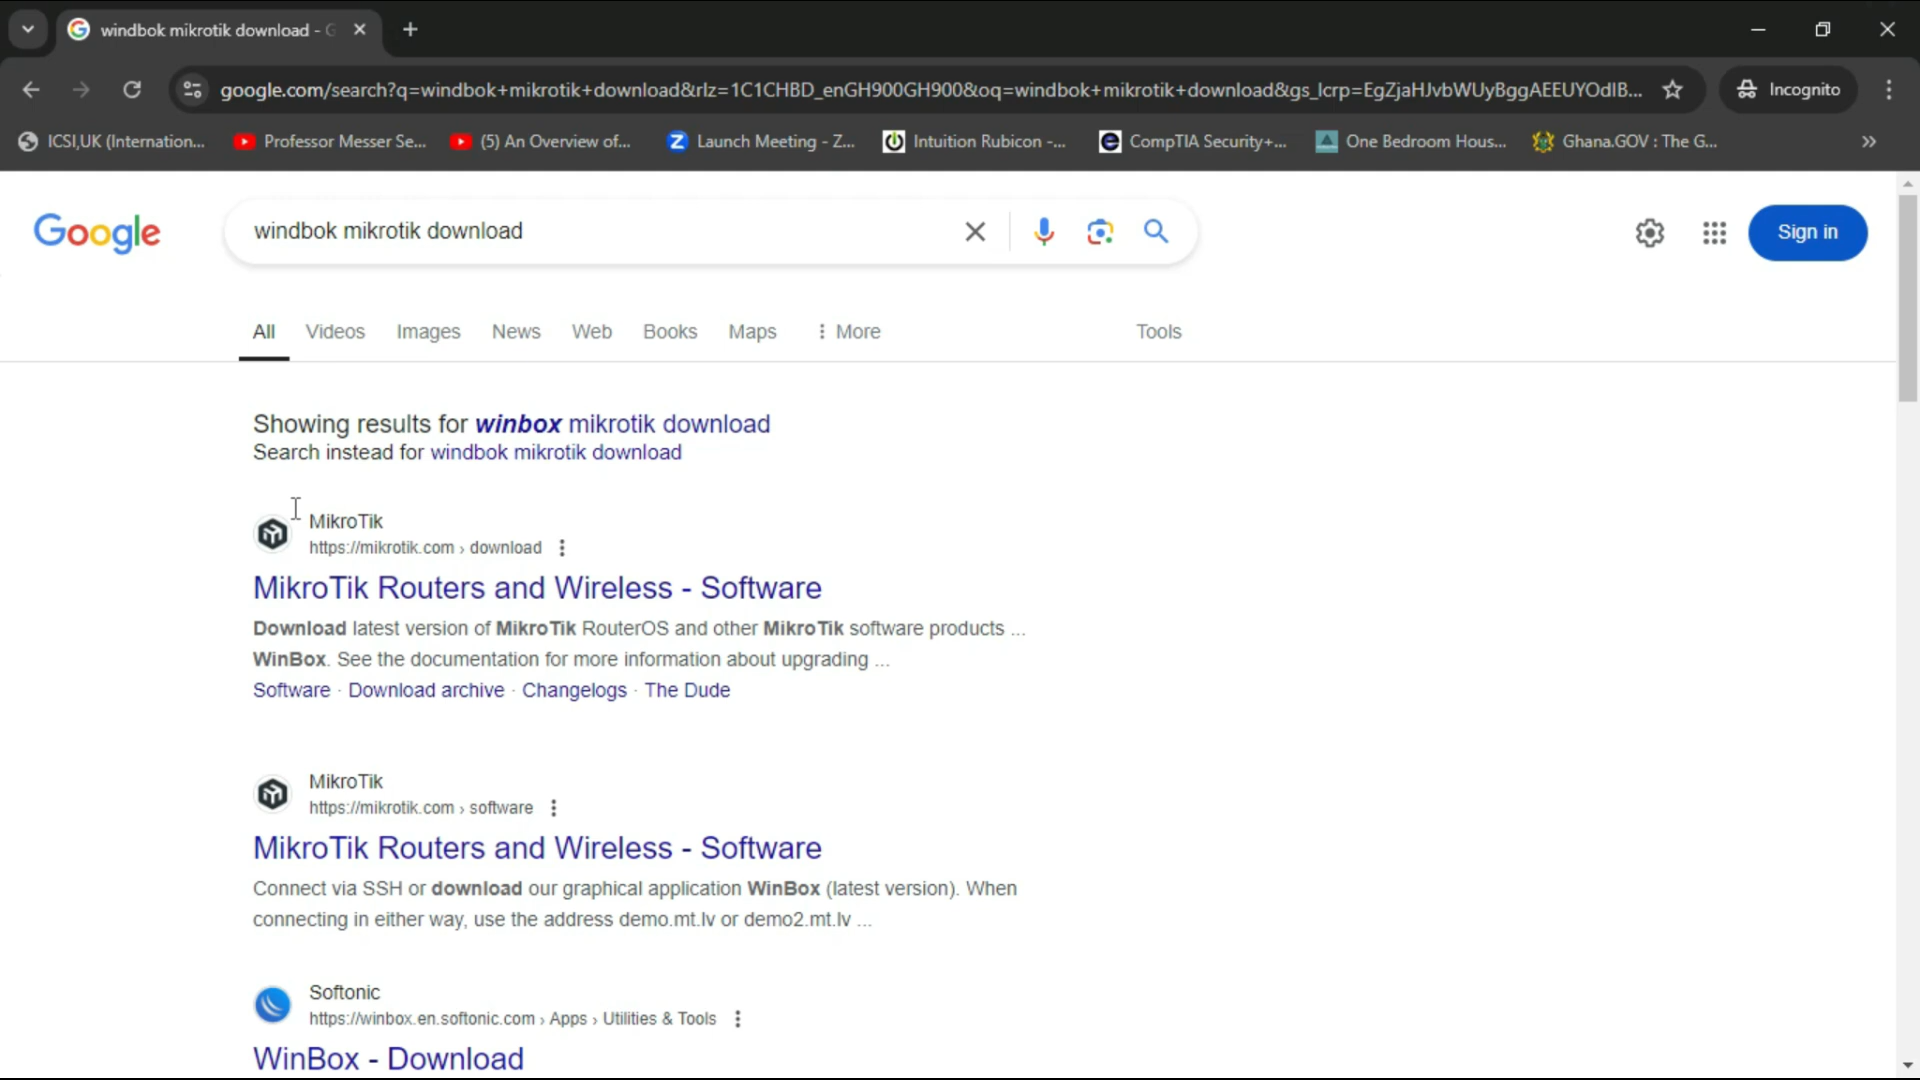 windbok mikrotik download - G
google.com/search?q=windbok+mikrotik+download&rlz=1C1CHBD_enGH900GH900&oq=windbok+mikrotik+download&gs_lcrp=EgZjaHJvbWUyBggAEEUYOdIB...
Incognito
ICSI,UK (Internation...
Professor Messer Se...
(5) An Overview of...
Launch Meeting - Z...
Intuition Rubicon -...
CompTIA Security+...
One Bedroom Hous...
Ghana.GOV : The G...
»
Google
windbok mikrotik download
Sign in
All
Videos
Images
News
Web
Books
Maps
More
Tools
Showing results for winbox mikrotik download
Search instead for windbok mikrotik download
MikroTik
https://mikrotik.com › download
MikroTik Routers and Wireless - Software
Download latest version of MikroTik RouterOS and other MikroTik software products ...
WinBox. See the documentation for more information about upgrading ...
Software · Download archive · Changelogs · The Dude
MikroTik
https://mikrotik.com › software
MikroTik Routers and Wireless - Software
Connect via SSH or download our graphical application WinBox (latest version). When
connecting in either way, use the address demo.mt.lv or demo2.mt.lv ...
Softonic
https://winbox.en.softonic.com › Apps › Utilities & Tools
WinBox - Download